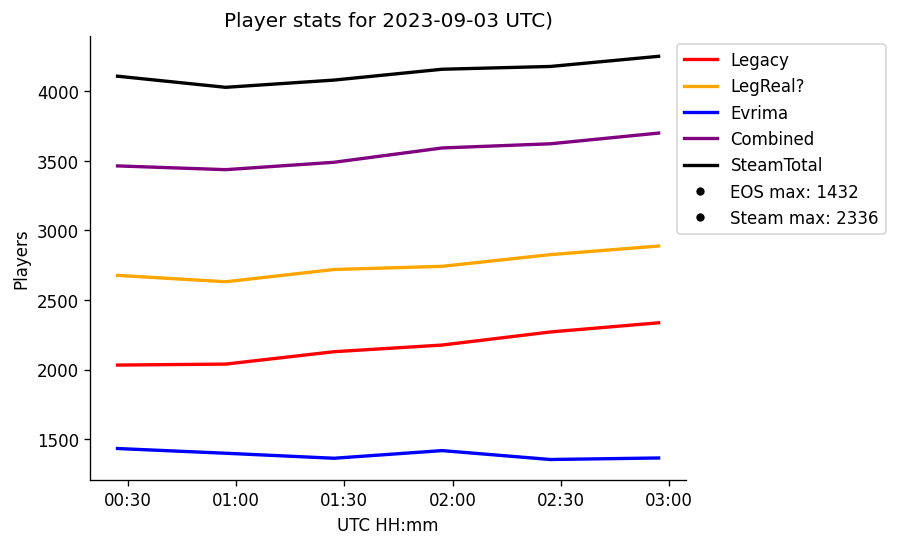 Player stats for 2023-09-03 UTC)
Legacy
LegReal?
Evrima
Combined
SteamTotal
EOS max: 1432
Steam max: 2336
Players
4000
3500
3000
2500
2000
1500
00:30 01:00 01:30 02:00 02:30 03:00
UTC HH:mm